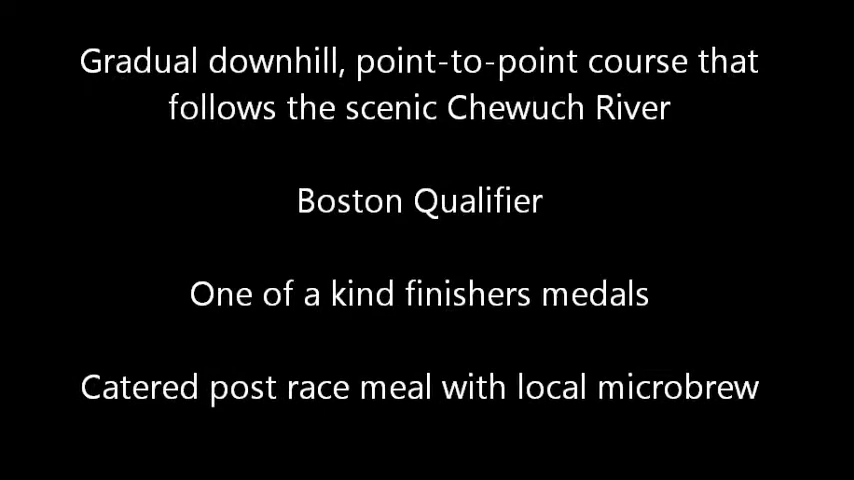 Gradual downhill, point-to-point course that
follows the scenic Chewuch River
Boston Qualifier
One of a kind finishers medals
Catered post race meal with local microbrew